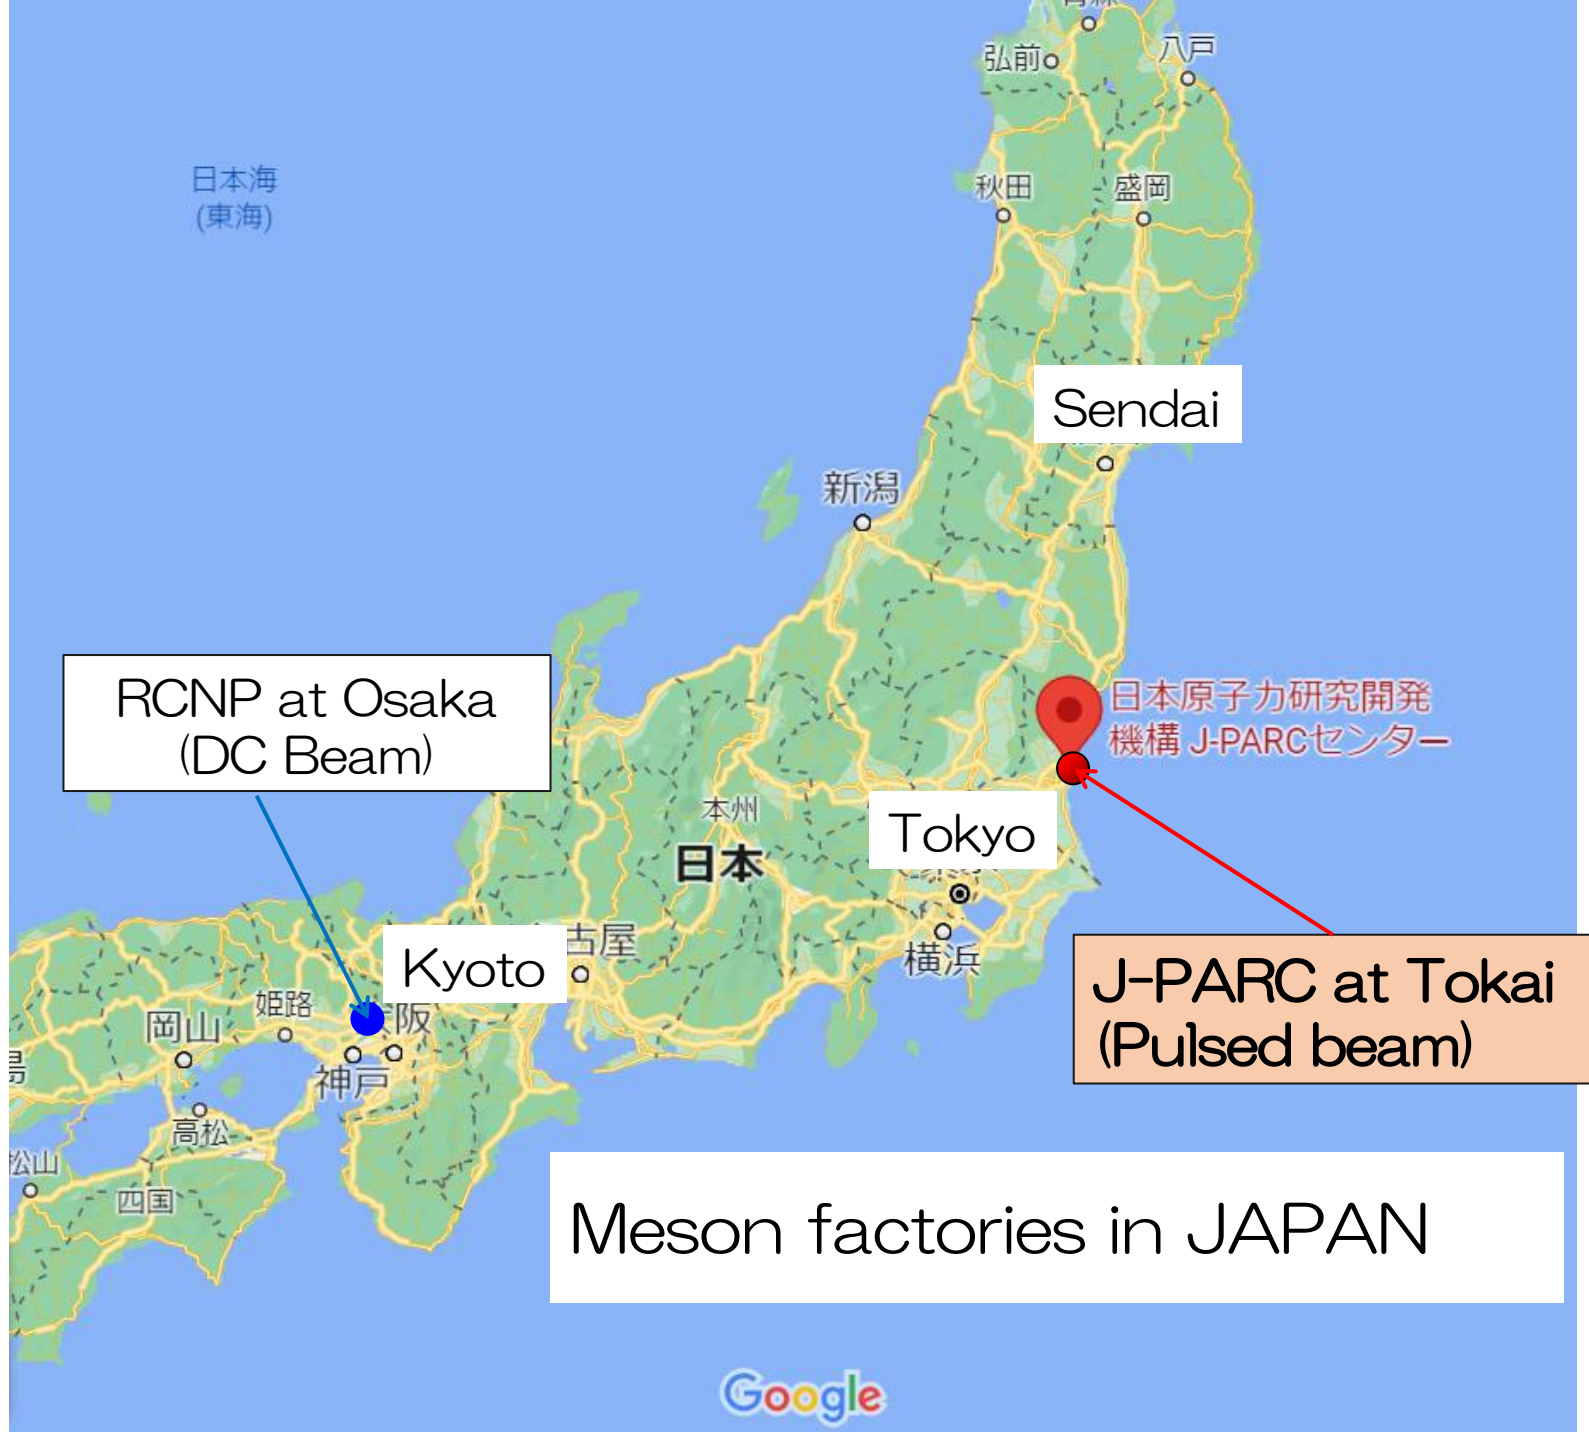 弘前
八戸
日本海
(東海)
秋田
盛岡
Sendai
新潟
RCNP at Osaka
(DC Beam)
日本原子力研究開発
機構 J-PARCセンター
本州
Tokyo
日本
Kyoto
古屋
横浜
J-PARC at Tokai
(Pulsed beam)
姫路
阪
岡山
神戸
高松
松山
四国
Meson factories in JAPAN
Google